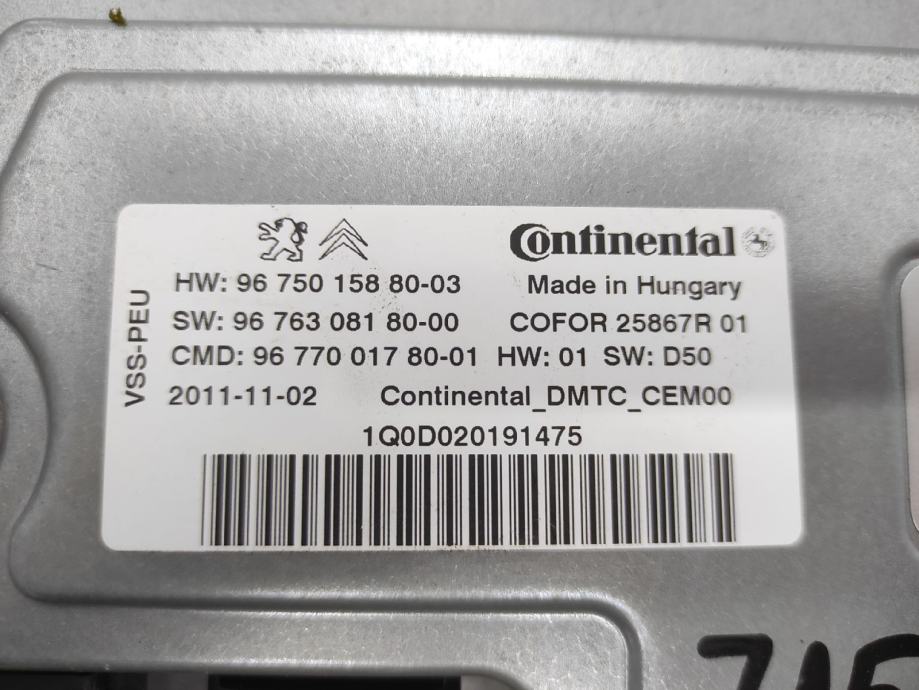 Continental
HW: 96 750 158 80-03 Made in Hungary
SW: 96 763 081 80-00 COFOR 25867R 01
CMD: 96 770 017 80-01 HW: 01 SW: D50
2011-11-02 Continental_DMTC_CEM00
1Q0D020191475
VSS-PEU